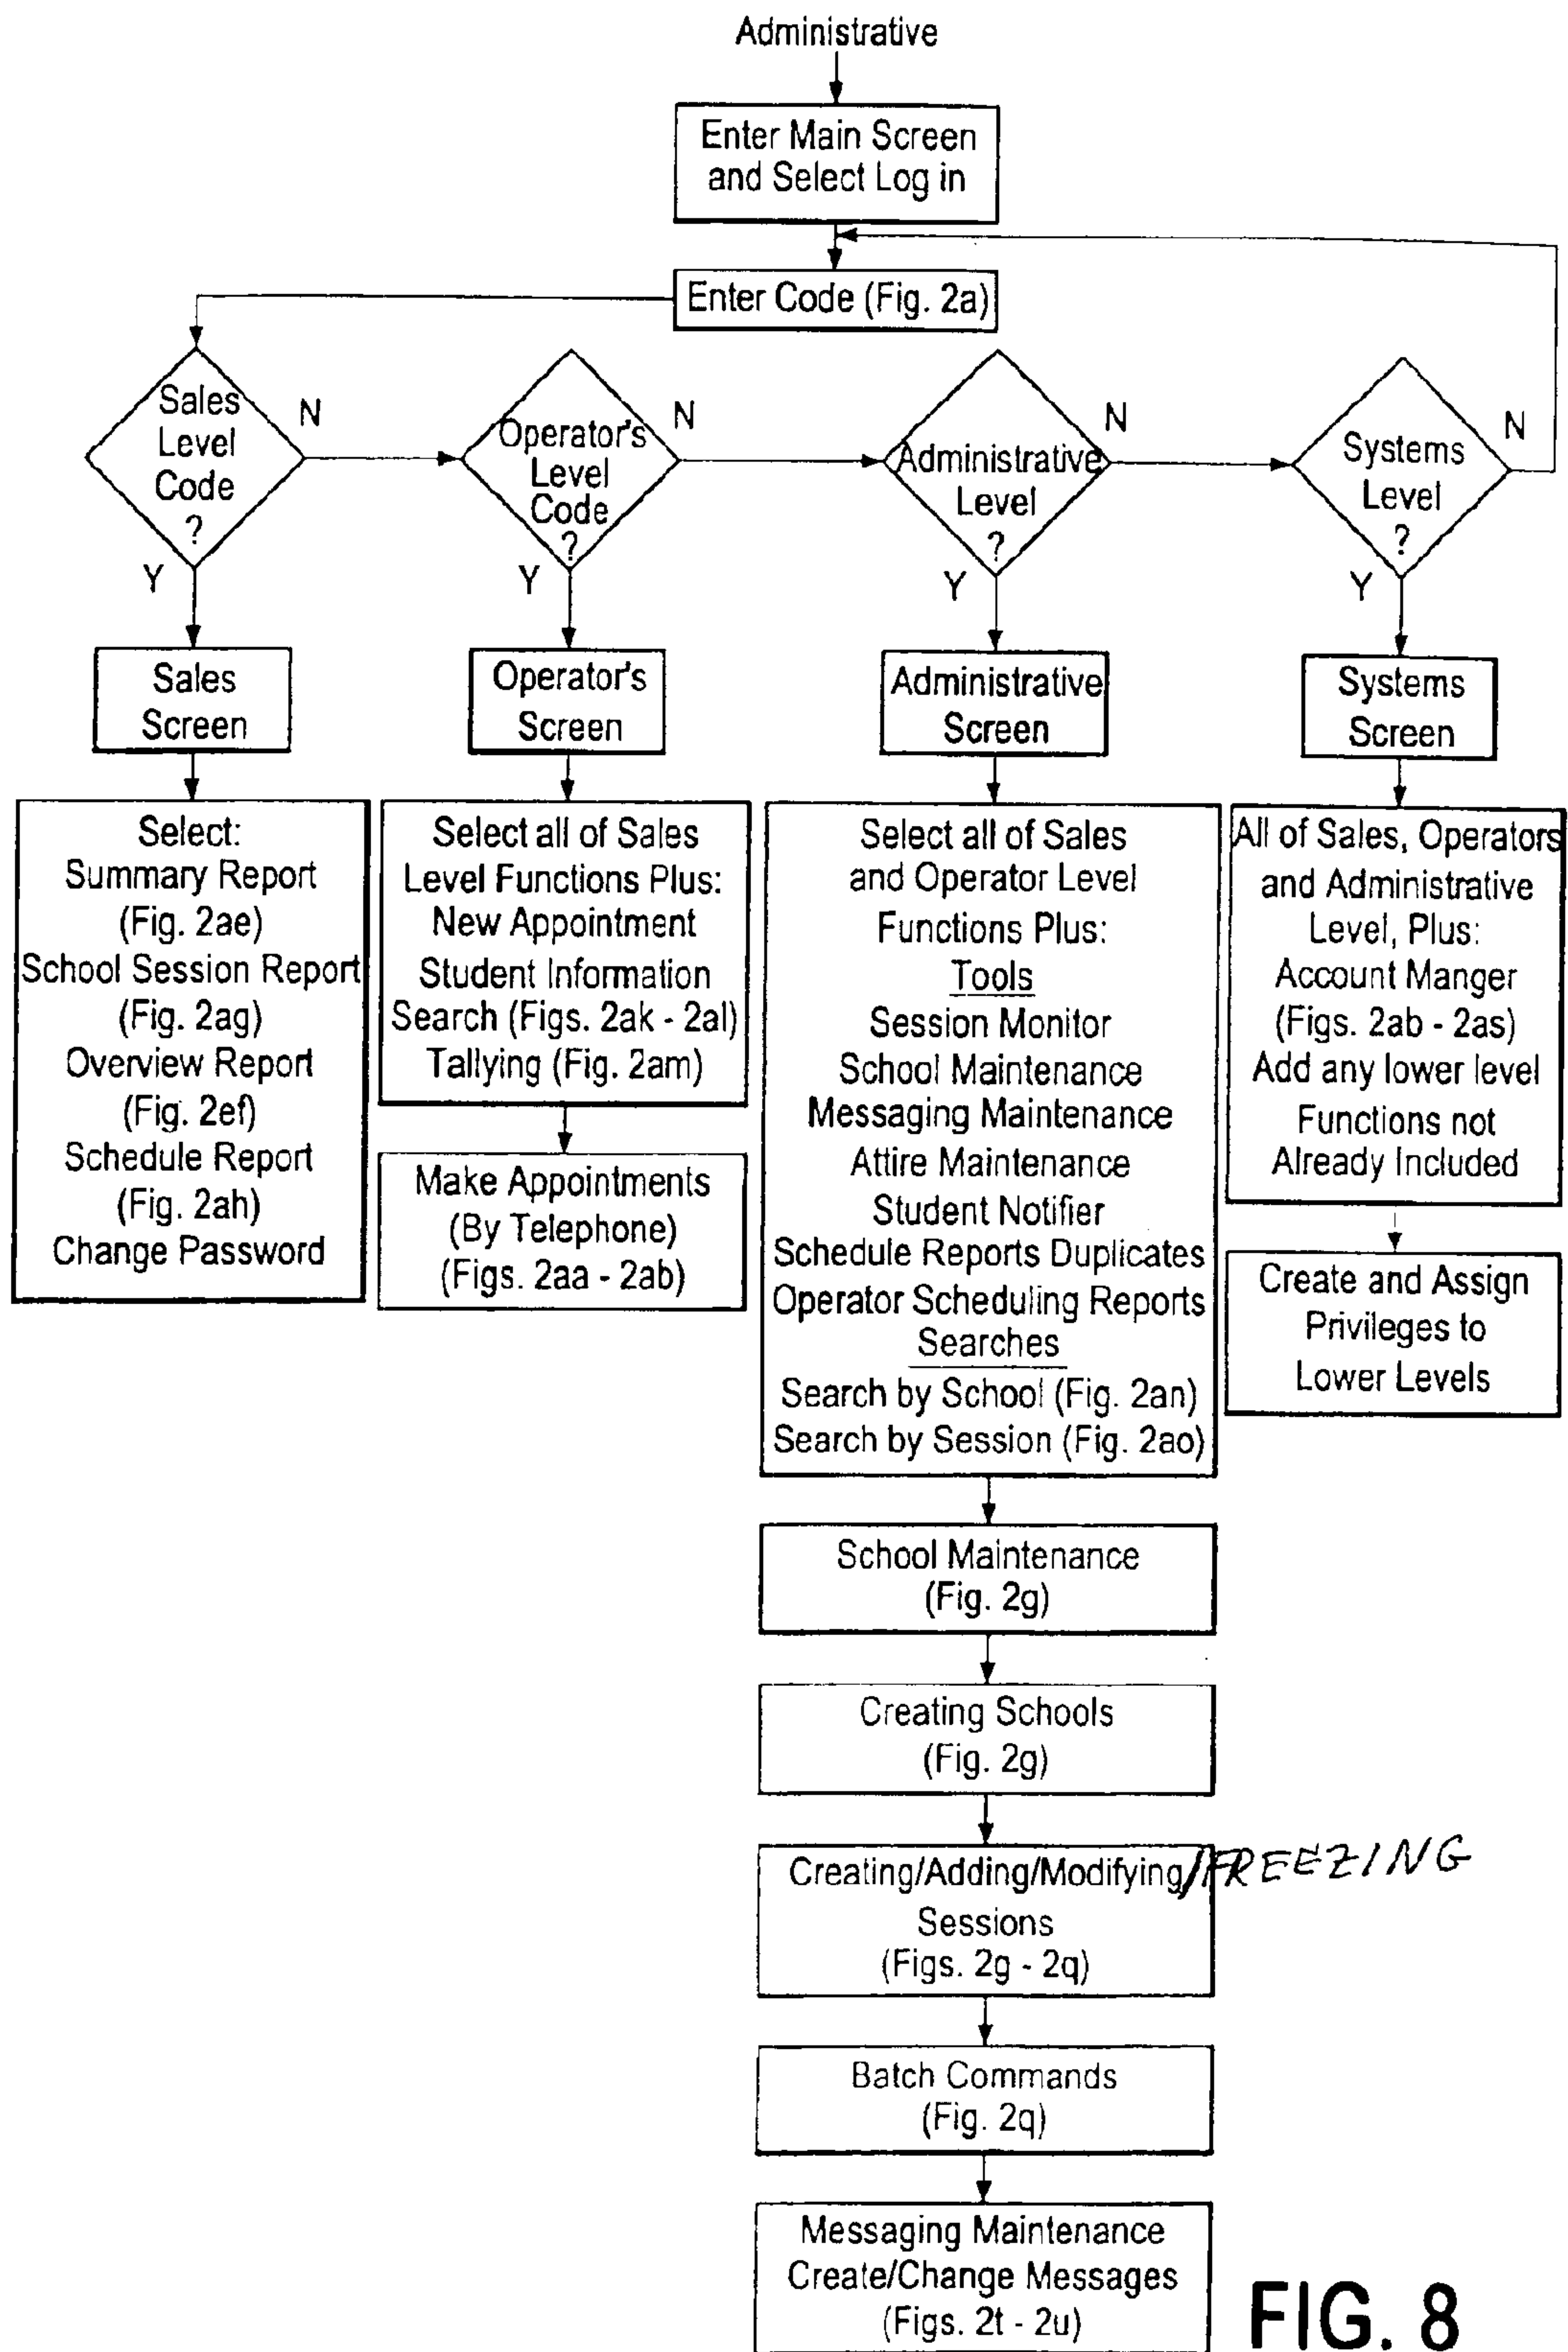 Administrative
Enter Main Screen
and Select Log in
Enter Code (Fig. 2a)
Sales
Level
Code
?
N
Y
Operator's
Level
Code
?
N
Y
Administrative
Level
?
N
Y
Systems
Level
?
N
Y
Sales
Screen
Operator's
Screen
Administrative
Screen
Systems
Screen
Select:
Summary Report
(Fig. 2ae)
School Session Report
(Fig. 2ag)
Overview Report
(Fig. 2ef)
Schedule Report
(Fig. 2ah)
Change Password
Select all of Sales
Level Functions Plus:
New Appointment
Student Information
Search (Figs. 2ak - 2al)
Tallying (Fig. 2am)
Make Appointments
(By Telephone)
(Figs. 2aa - 2ab)
Select all of Sales
and Operator Level
Functions Plus:
Tools
Session Monitor
School Maintenance
Messaging Maintenance
Attire Maintenance
Student Notifier
Schedule Reports Duplicates
Operator Scheduling Reports
Searches
Search by School (Fig. 2an)
Search by Session (Fig. 2ao)
All of Sales, Operators
and Administrative
Level, Plus:
Account Manger
(Figs. 2ab - 2as)
Add any lower level
Functions not
Already Included
Create and Assign
Privileges to
Lower Levels
School Maintenance
(Fig. 2g)
Creating Schools
(Fig. 2g)
Creating/Adding/Modifying/FREEZING
Sessions
(Figs. 2g - 2q)
Batch Commands
(Fig. 2q)
Messaging Maintenance
Create/Change Messages
(Figs. 2t - 2u)
FIG. 8